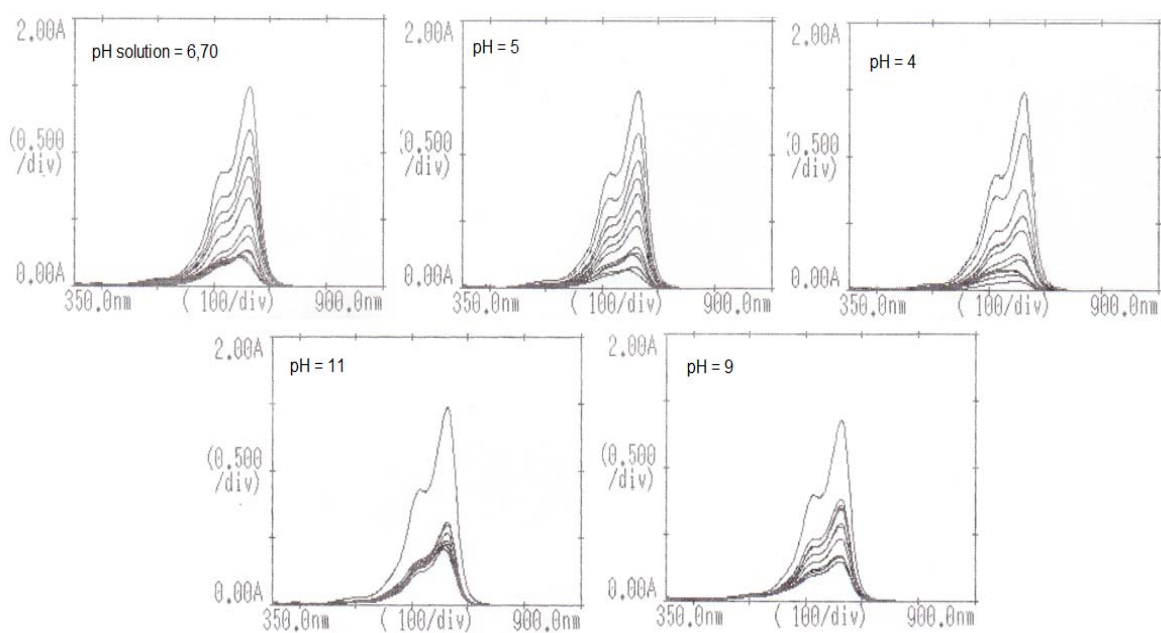 2.00A
pH solution = 6,70
(0.500
/div)
0.00A
350.0nm ( 100/div) 900.0nm
2.00A
pH = 5
(0.500
/div)
0.00A
350.0nm ( 100/div) 900.0nm
2.00A
pH = 4
(0.500
/div)
0.00A
350.0nm ( 100/div) 900.0nm
2.00A
pH = 11
(0.500
/div)
0.00A
350.0nm ( 100/div) 900.0nm
2.00A
pH = 9
(0.500
/div)
0.00A
350.0nm ( 100/div) 900.0nm